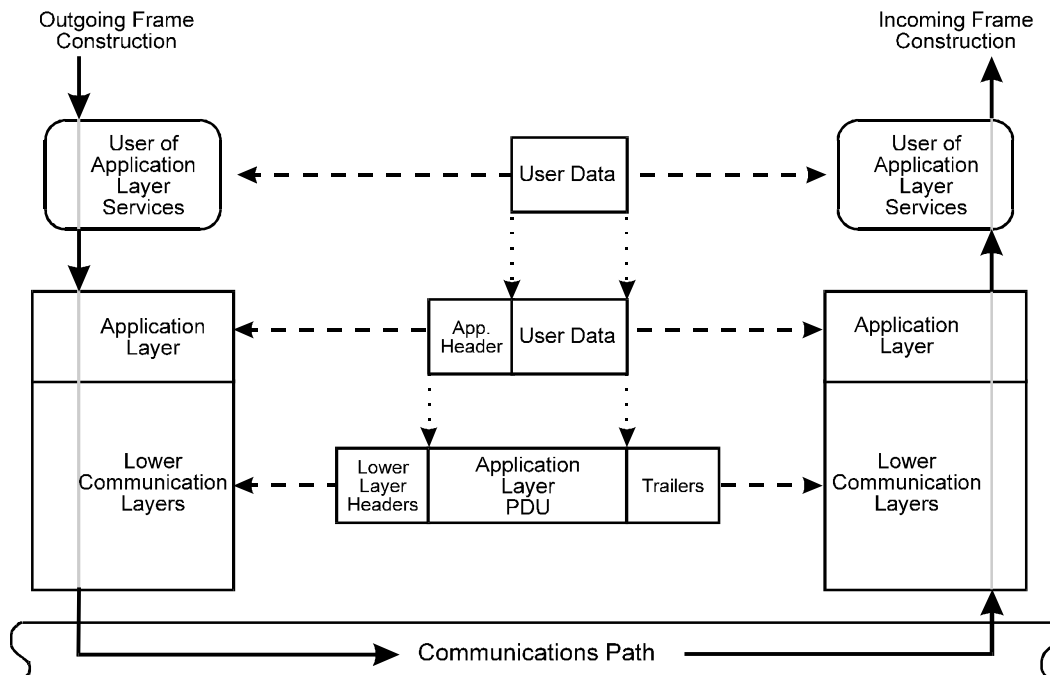 Outgoing Frame
Construction
Incoming Frame
Construction
User of
Application
Layer
Services
User Data
User of
Application
Layer
Services
Application
Layer
App.
Header
User Data
Application
Layer
Lower
Communication
Layers
Lower
Layer
Headers
Application
Layer
PDU
Trailers
Lower
Communication
Layers
Communications Path